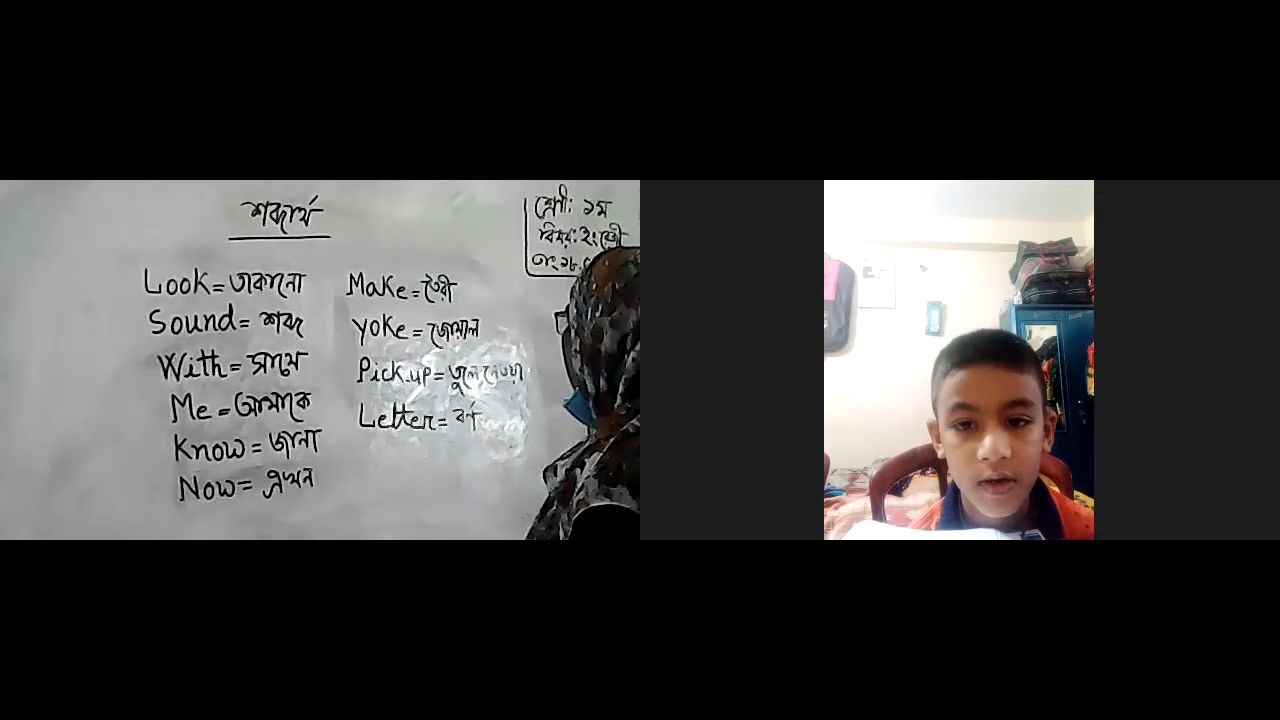 শব্দার্থ
Look = তাকানো
Sound = শব্দ
With = সাথে
Me = আমাকে
Know = জানা
Now = এখন
Make = তৈরী
Yoke = জোয়াল
Pick up = তুলে নেওয়া
Letter = বর্ণ
শ্রেণী: ১ম
বিষয়: ইংরেজী